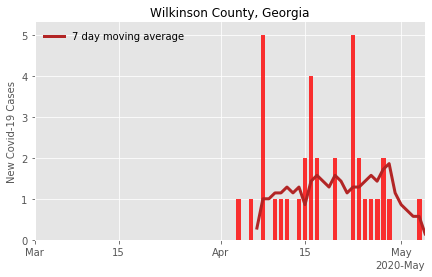 Wilkinson County, Georgia
7 day moving average
New Covid-19 Cases
5
4
3
2
1
0
Mar
15
Apr
15
May
2020-May